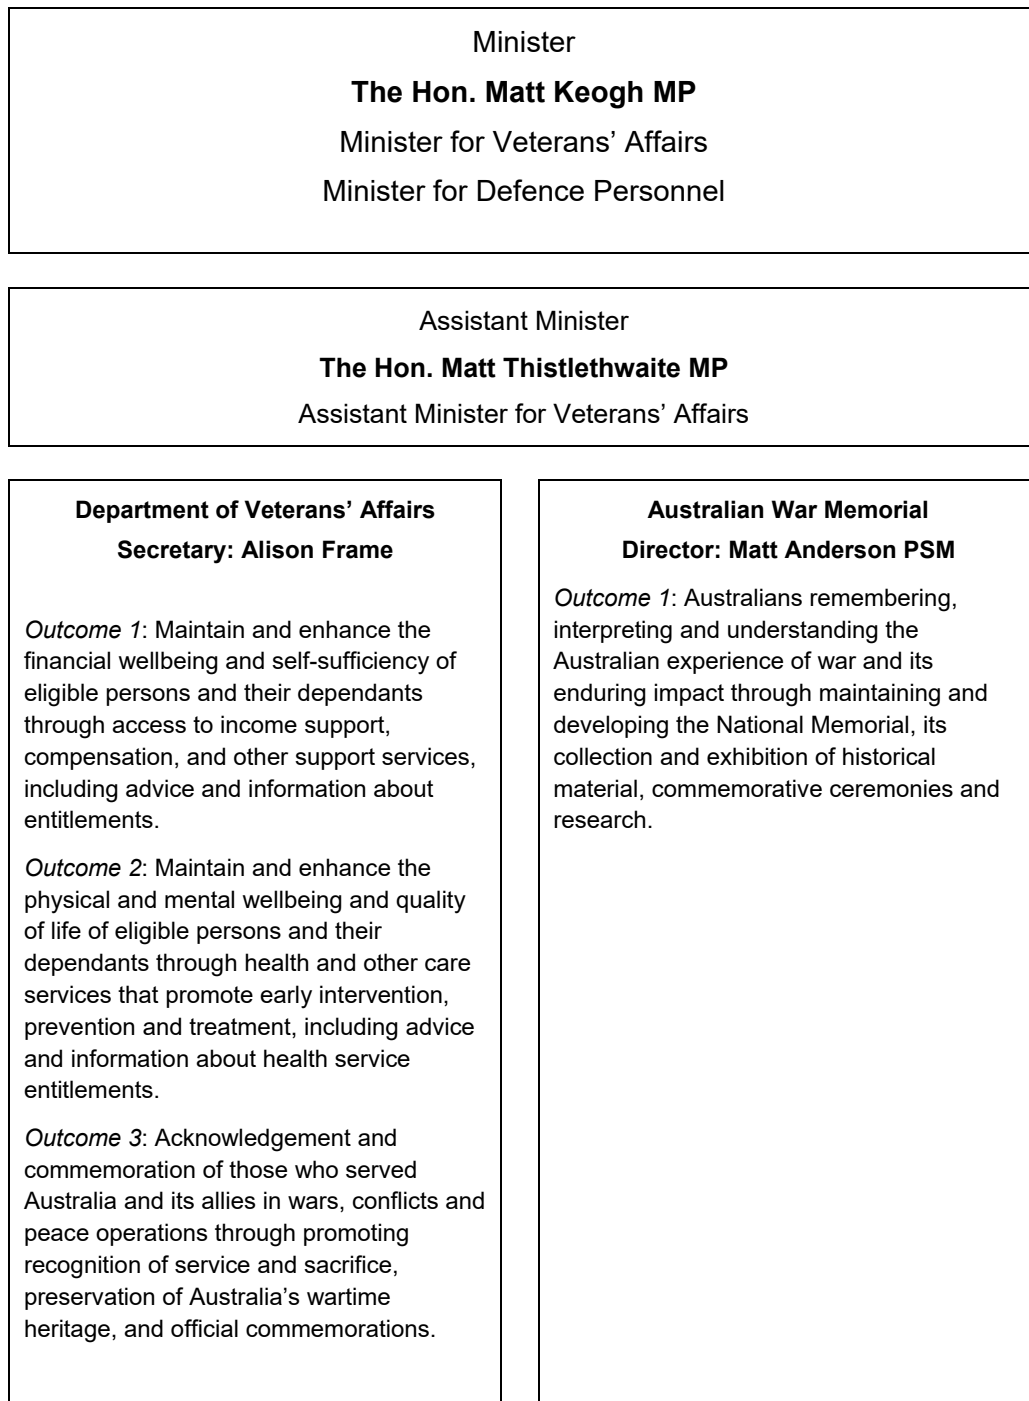 Minister
The Hon. Matt Keogh MP
Minister for Veterans’ Affairs
Minister for Defence Personnel
Assistant Minister
The Hon. Matt Thistlethwaite MP
Assistant Minister for Veterans’ Affairs
Department of Veterans’ Affairs
Secretary: Alison Frame
Outcome 1: Maintain and enhance the
financial wellbeing and self-sufficiency of
eligible persons and their dependants
through access to income support,
compensation, and other support services,
including advice and information about
entitlements.
Outcome 2: Maintain and enhance the
physical and mental wellbeing and quality
of life of eligible persons and their
dependants through health and other care
services that promote early intervention,
prevention and treatment, including advice
and information about health service
entitlements.
Outcome 3: Acknowledgement and
commemoration of those who served
Australia and its allies in wars, conflicts and
peace operations through promoting
recognition of service and sacrifice,
preservation of Australia’s wartime
heritage, and official commemorations.
Australian War Memorial
Director: Matt Anderson PSM
Outcome 1: Australians remembering,
interpreting and understanding the
Australian experience of war and its
enduring impact through maintaining and
developing the National Memorial, its
collection and exhibition of historical
material, commemorative ceremonies and
research.